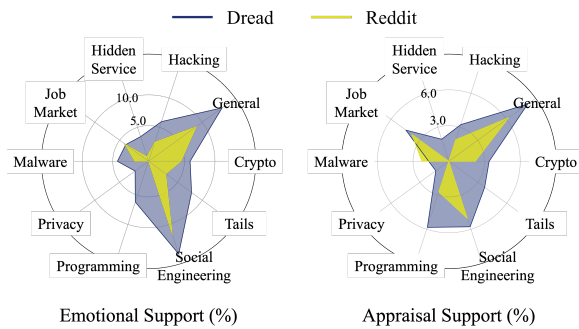 Dread
Reddit
Hidden
Service
Hacking
General
Crypto
Tails
Social
Engineering
Programming
Privacy
Malware
Job
Market
10.0
5.0
Emotional Support (%)
Hidden
Service
Hacking
General
Crypto
Tails
Social
Engineering
Programming
Privacy
Malware
Job
Market
6.0
3.0
Appraisal Support (%)